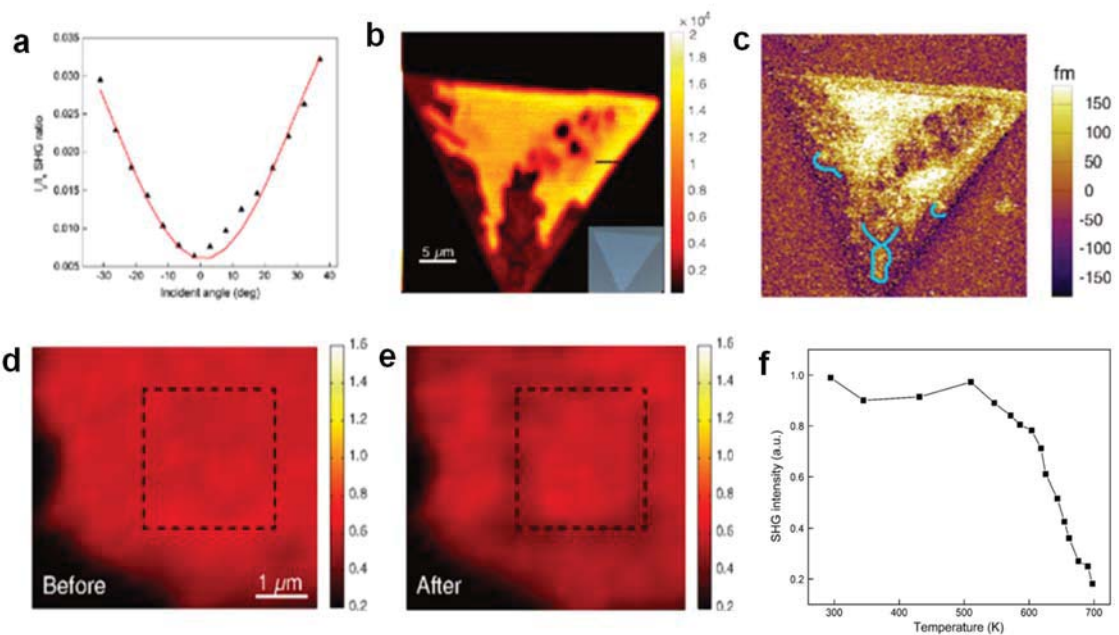 a
0.035
0.030
0.025
0.020
0.015
0.010
0.005
SHG ratio
-30 -20 -10 0 10 20 30 40
Incident angle (deg)
b
× 10⁴
2
1.8
1.6
1.4
1.2
1
0.8
0.6
0.4
0.2
5 µm
c
fm
150
100
50
0
−50
−100
−150
d
Before
1 µm
1.6
1.4
1.2
1.0
0.8
0.6
0.4
0.2
e
After
1.6
1.4
1.2
1.0
0.8
0.6
0.4
0.2
f
1.0
0.8
0.6
0.4
0.2
SHG intensity (a.u.)
300 400 500 600 700
Temperature (K)